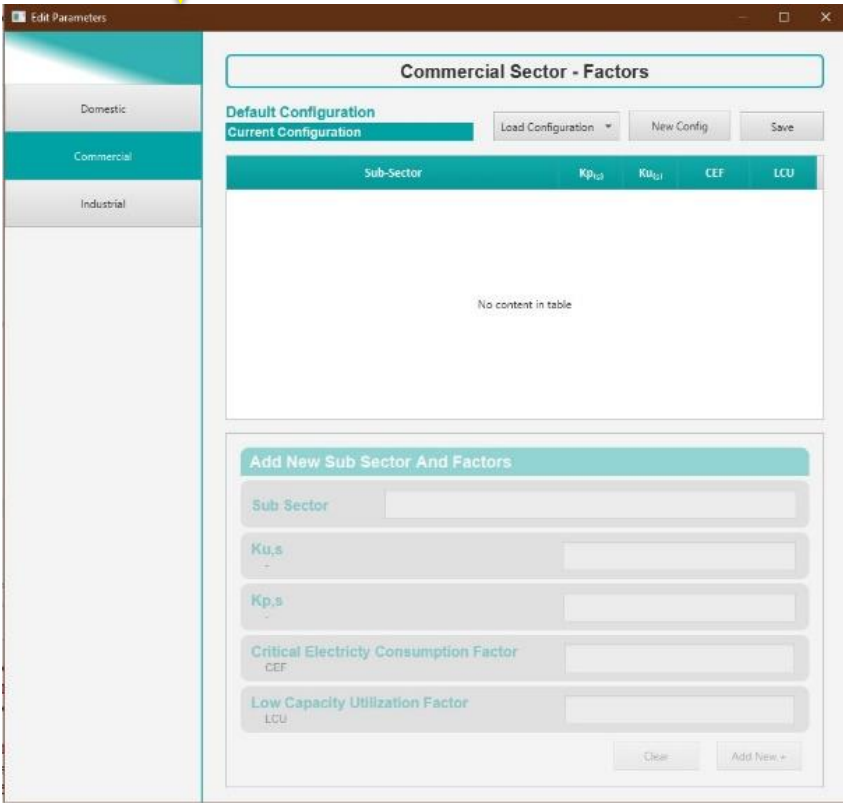 Edit Parameters
Commercial Sector - Factors
Domestic
Commercial
Industrial
Default Configuration
Current Configuration
Load Configuration
New Config
Save
Sub-Sector Kp(s) Ku(s) CEF LCU
No content in table
Add New Sub Sector And Factors
Sub Sector
Ku,s
-
Kp,s
-
Critical Electricty Consumption Factor
CEF
Low Capacity Utilization Factor
LCU
Clear
Add New +